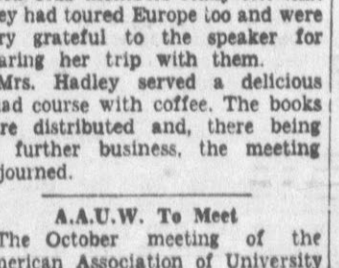 ey had toured Europe too and were
ry grateful to the speaker for
aring her trip with them.
Mrs. Hadley served a delicious
ad course with coffee. The books
re distributed and, there being
further business, the meeting
journed.
A.A.U.W. To Meet
The October meeting of the
merican Association of University